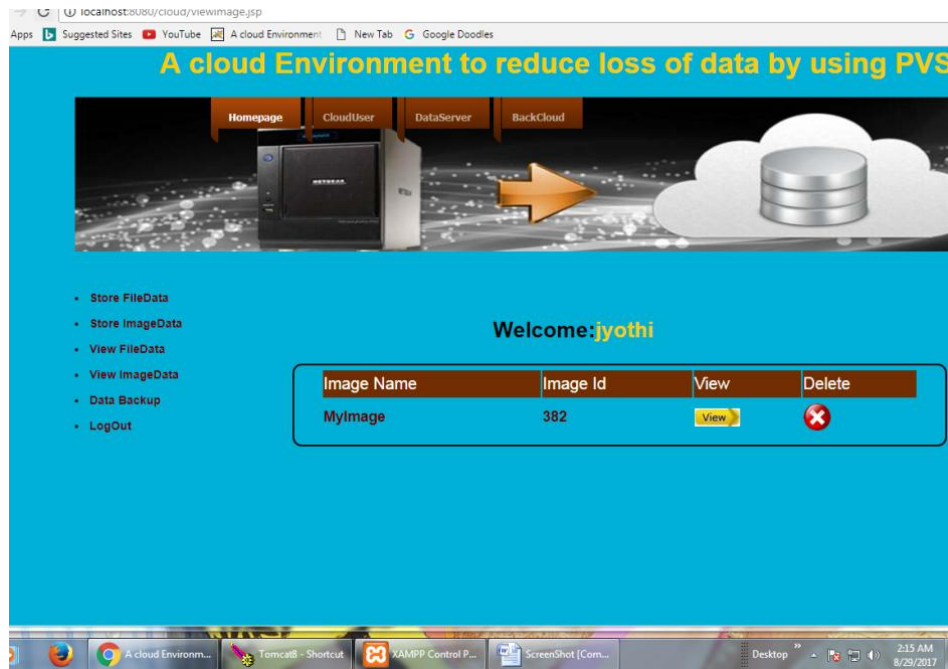 localhost:8080/cloud/viewimage.jsp
Apps Suggested Sites YouTube A cloud Environment New Tab Google Doodles
A cloud Environment to reduce loss of data by using PVS
Homepage CloudUser DataServer BackCloud
NETGEAR
Store FileData
Store ImageData
View FileData
View ImageData
Data Backup
LogOut
Welcome:jyothi
Image Name Image Id View Delete
MyImage 382 View
A cloud Environm... Tomcat8 - Shortcut XAMPP Control P... ScreenShot [Com... Desktop 2:15 AM
8/29/2017